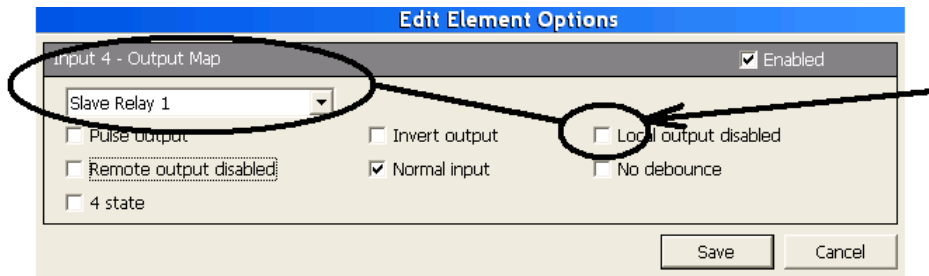 Edit Element Options
Input 4 - Output Map Enabled
Slave Relay 1
Pulse output Invert output Local output disabled
Remote output disabled Normal input No debounce
4 state
Save Cancel